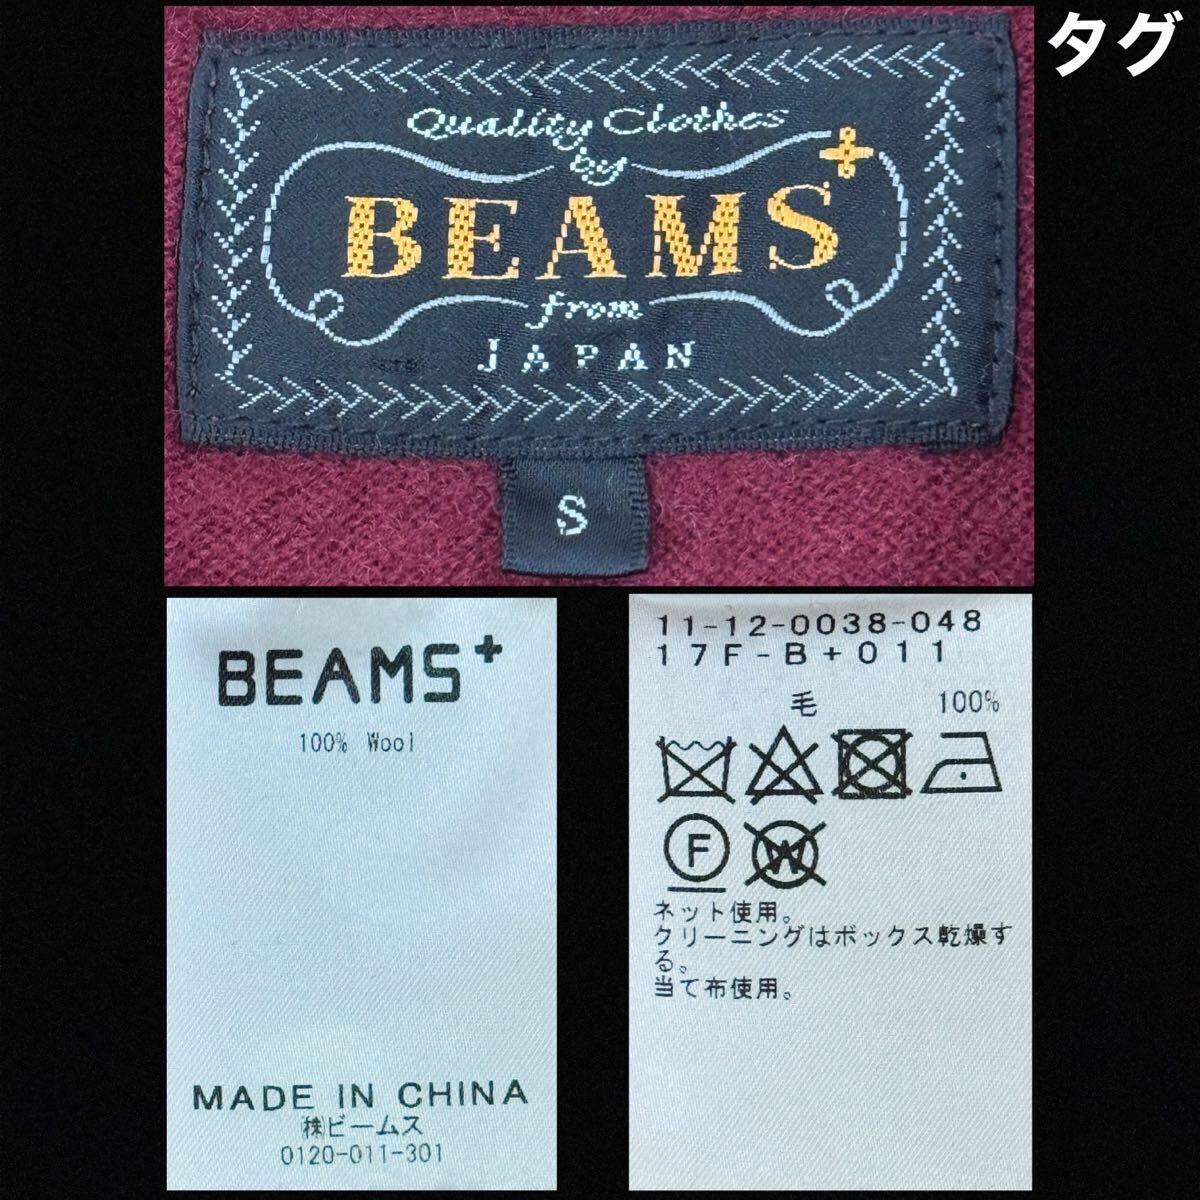 タグ
Quality Clothes
by
BEAMS+
from
JAPAN
S
BEAMS+
100% Wool
MADE IN CHINA
㈱ビームス
0120-011-301
11-12-0038-048
17F-B+011
毛 100%
F
W
ネット使用。
クリーニングはボックス乾燥す
る。
当て布使用。